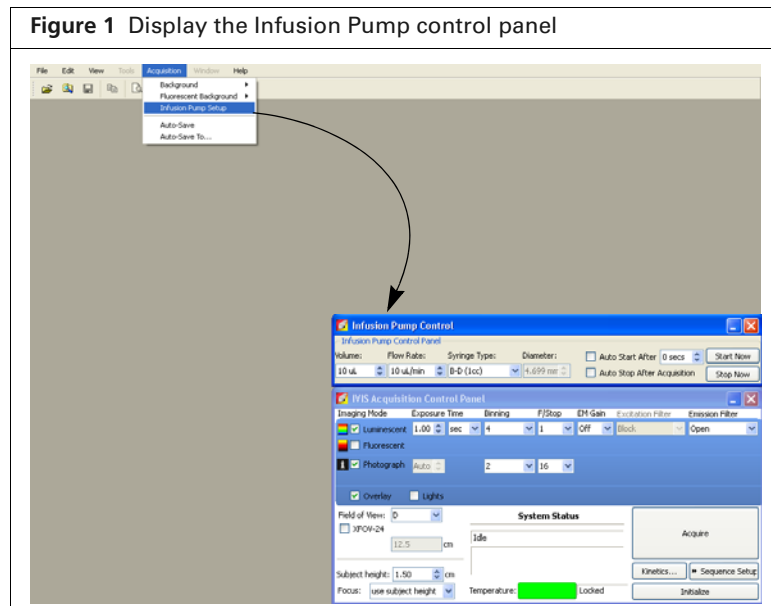 Figure 1 Display the Infusion Pump control panel
File Edit View Tools Acquisition Window Help
Background
Fluorescent Background
Infusion Pump Setup
Auto-Save
Auto-Save To...
Infusion Pump Control
Infusion Pump Control Panel
Volume: Flow Rate: Syringe Type: Diameter: Auto Start After 0 secs Start Now
10 uL 10 uL/min B-D (1cc) 4.699 mm Auto Stop After Acquisition Stop Now
IVIS Acquisition Control Panel
Imaging Mode Exposure Time Binning F/Stop EM Gain Excitation Filter Emission Filter
Luminescent 1.00 sec 4 1 Off Block Open
Fluorescent
Photograph Auto 2 16
Overlay Lights
Field of View: D System Status
XFOV-24 Idle Acquire
12.5 cm
Subject height: 1.50 cm Kinetics... Sequence Setup
Focus: use subject height Temperature: Locked Initialize